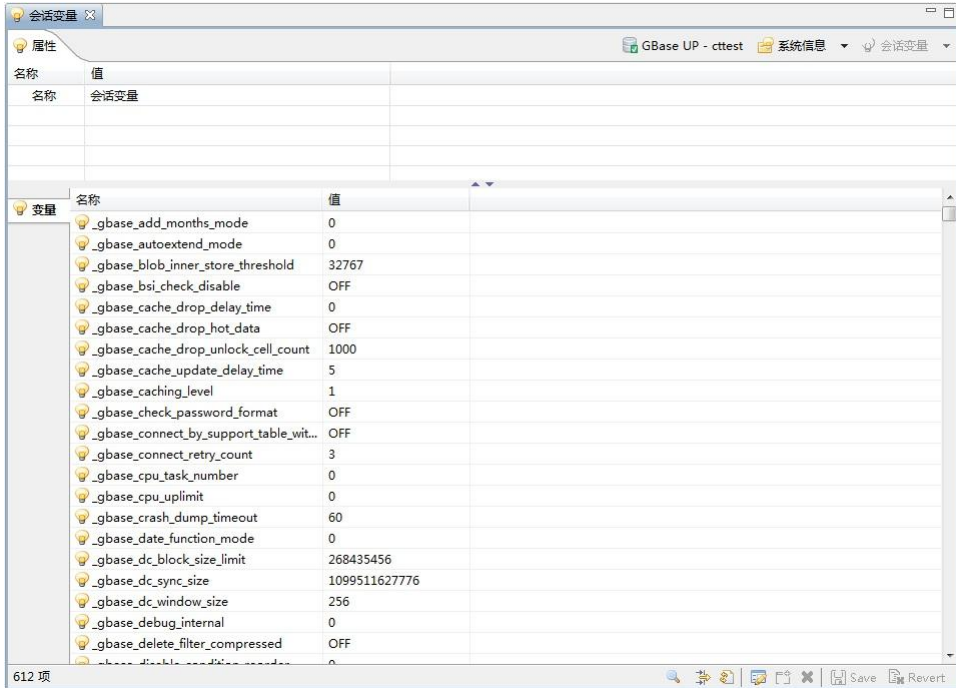 会话变量
属性
GBase UP - cttest 系统信息 会话变量
名称 值
名称 会话变量
变量
名称 值
_gbase_add_months_mode 0
_gbase_autoextend_mode 0
_gbase_blob_inner_store_threshold 32767
_gbase_bsi_check_disable OFF
_gbase_cache_drop_delay_time 0
_gbase_cache_drop_hot_data OFF
_gbase_cache_drop_unlock_cell_count 1000
_gbase_cache_update_delay_time 5
_gbase_caching_level 1
_gbase_check_password_format OFF
_gbase_connect_by_support_table_wit... OFF
_gbase_connect_retry_count 3
_gbase_cpu_task_number 0
_gbase_cpu_uplimit 0
_gbase_crash_dump_timeout 60
_gbase_date_function_mode 0
_gbase_dc_block_size_limit 268435456
_gbase_dc_sync_size 1099511627776
_gbase_dc_window_size 256
_gbase_debug_internal 0
_gbase_delete_filter_compressed OFF
_gbase_disable_condition_reorder 0
612 项 Save Revert